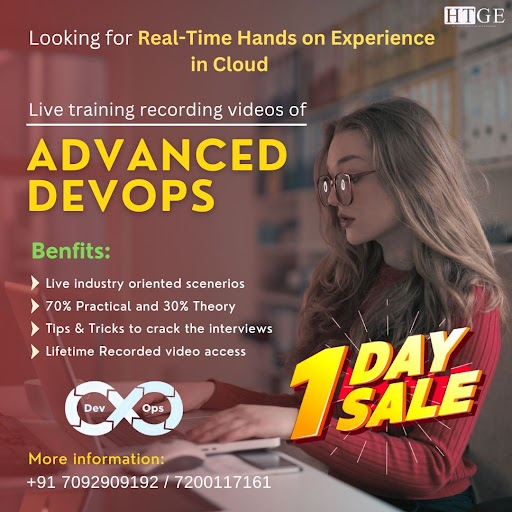 HTGE
Looking for Real-Time Hands on Experience
in Cloud
Live training recording videos of
ADVANCED
DEVOPS
Benfits:
Live industry oriented scenerios
70% Practical and 30% Theory
Tips & Tricks to crack the interviews
Lifetime Recorded video access
1 DAY
SALE
Dev Ops
More information:
+91 7092909192 / 7200117161